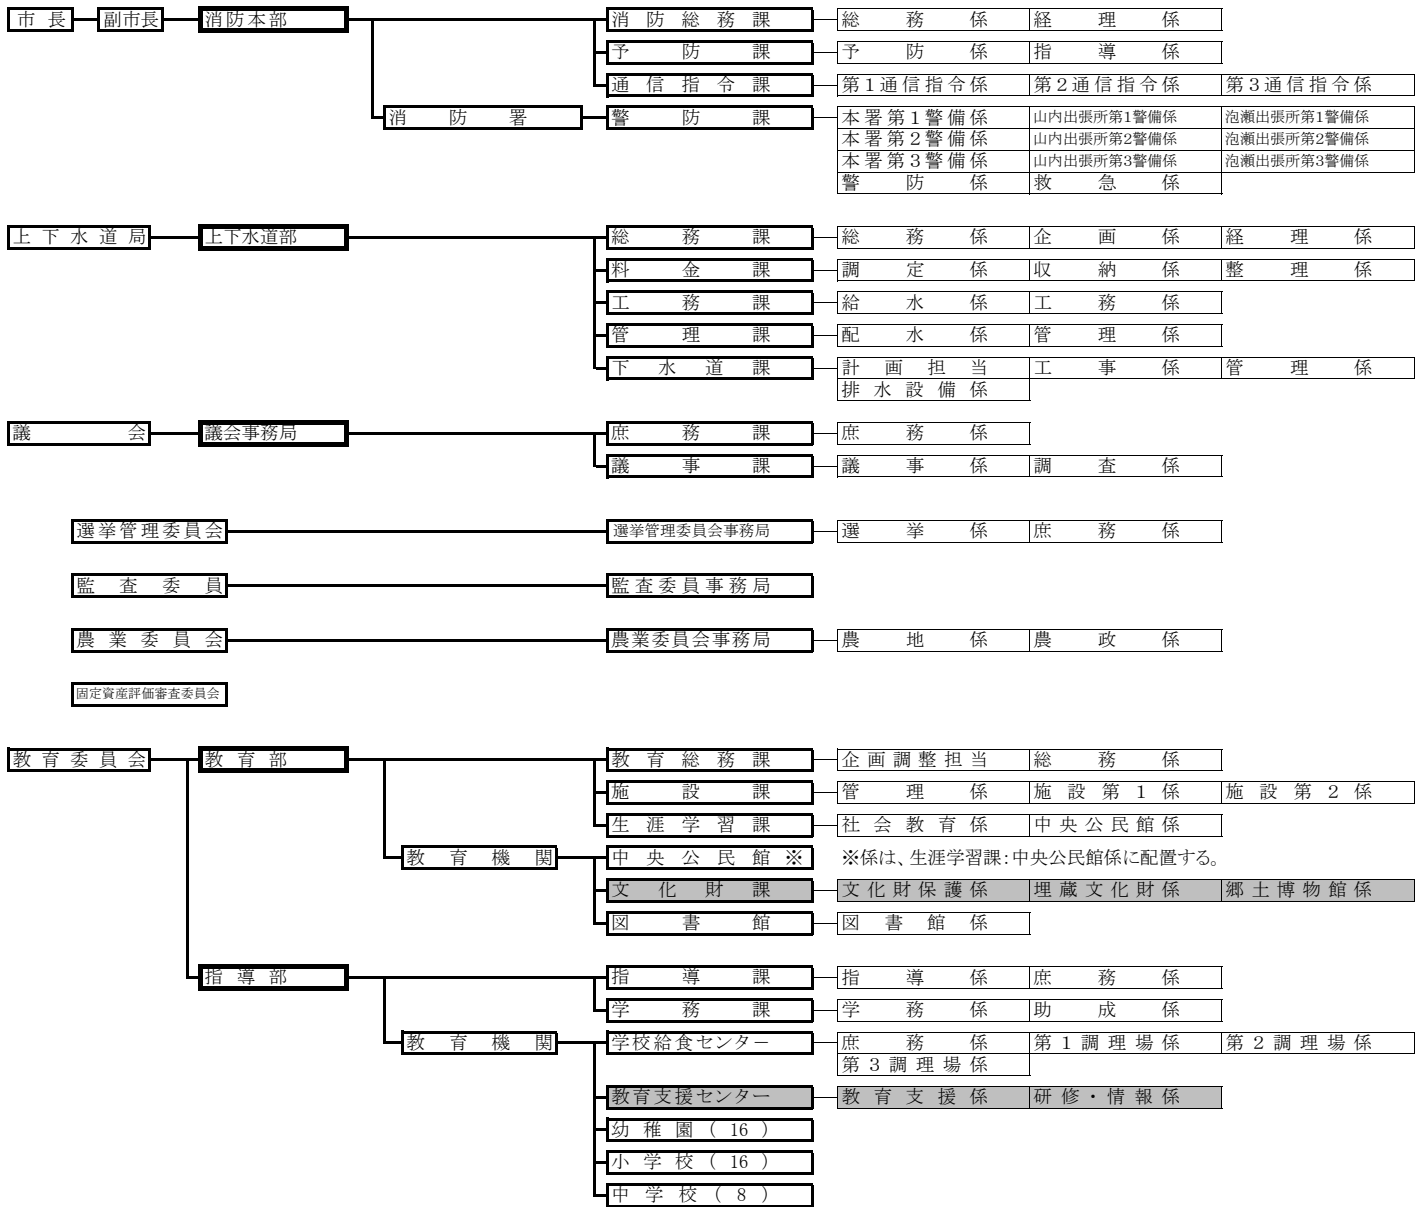 市長 副市長 消防本部 消防総務課 総務係 経理係
予防課 予防係 指導係
通信指令課 第1通信指令係 第2通信指令係 第3通信指令係
消防署 警防課 本署第1警備係 山内出張所第1警備係 泡瀬出張所第1警備係
本署第2警備係 山内出張所第2警備係 泡瀬出張所第2警備係
本署第3警備係 山内出張所第3警備係 泡瀬出張所第3警備係
警防係 救急係
上下水道局 上下水道部 総務課 総務係 企画係 経理係
料金課 調定係 収納係 整理係
工務課 給水係 工務係
管理課 配水係 管理係
下水道課 計画担当 工事係 管理係
排水設備係
議会 議会事務局 庶務課 庶務係
議事課 議事係 調査係
選挙管理委員会 選挙管理委員会事務局 選挙係 庶務係
監査委員 監査委員事務局
農業委員会 農業委員会事務局 農地係 農政係
固定資産評価審査委員会
教育委員会 教育部 教育総務課 企画調整担当 総務係
施設課 管理係 施設第1係 施設第2係
生涯学習課 社会教育係 中央公民館係
教育機関 中央公民館※ ※係は、生涯学習課:中央公民館係に配置する。
文化財課 文化財保護係 埋蔵文化財係 郷土博物館係
図書館 図書館係
指導部 指導課 指導係 庶務係
学務課 学務係 助成係
教育機関 学校給食センター 庶務係 第1調理場係 第2調理場係
第3調理場係
教育支援センター 教育支援係 研修・情報係
幼稚園(16)
小学校(16)
中学校(8)